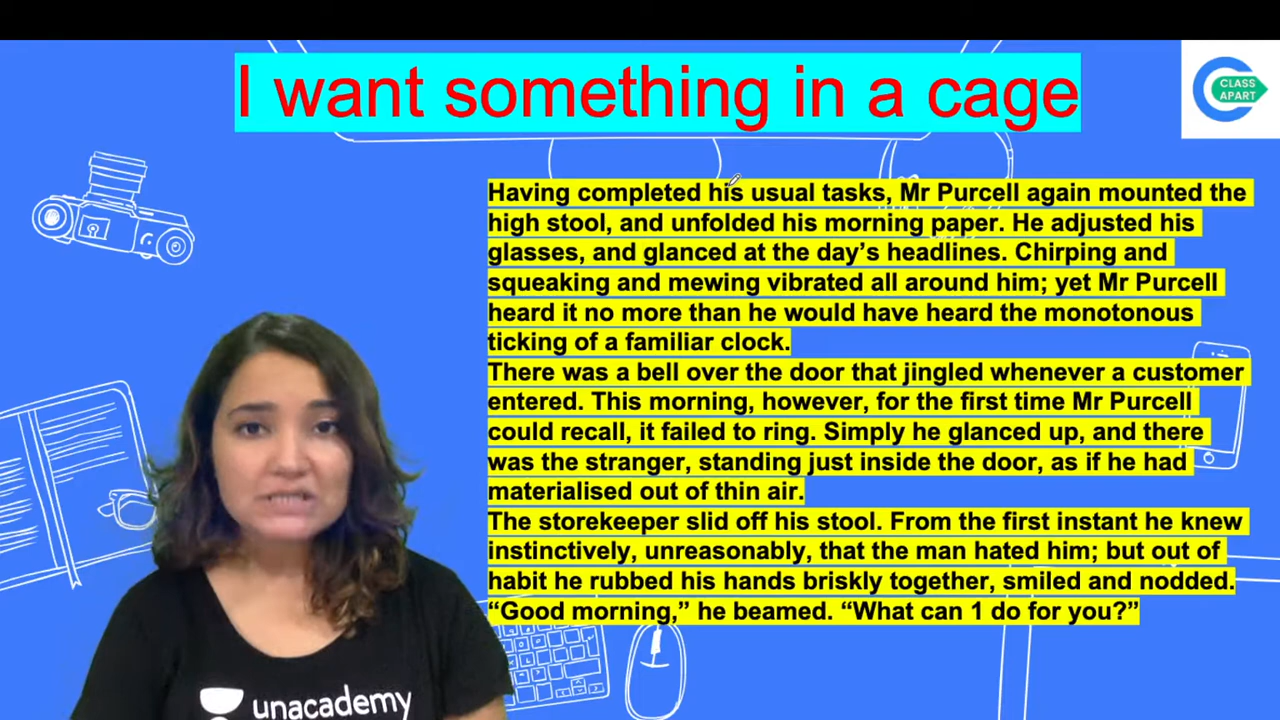 I want something in a cage
CLASS
APART
Having completed his usual tasks, Mr Purcell again mounted the
high stool, and unfolded his morning paper. He adjusted his
glasses, and glanced at the day’s headlines. Chirping and
squeaking and mewing vibrated all around him; yet Mr Purcell
heard it no more than he would have heard the monotonous
ticking of a familiar clock.
There was a bell over the door that jingled whenever a customer
entered. This morning, however, for the first time Mr Purcell
could recall, it failed to ring. Simply he glanced up, and there
was the stranger, standing just inside the door, as if he had
materialised out of thin air.
The storekeeper slid off his stool. From the first instant he knew
instinctively, unreasonably, that the man hated him; but out of
habit he rubbed his hands briskly together, smiled and nodded.
“Good morning,” he beamed. “What can 1 do for you?”
unacademy